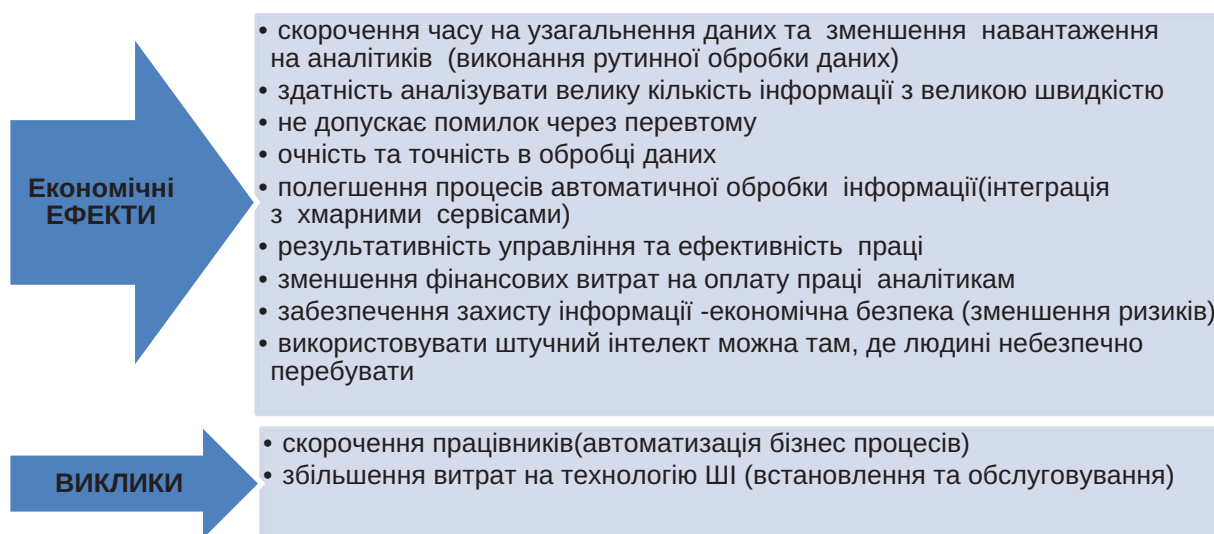 Економічні
ЕФЕКТИ
• скорочення часу на узагальнення даних та зменшення навантаження
на аналітиків (виконання рутинної обробки даних)
• здатність аналізувати велику кількість інформації з великою швидкістю
• не допускає помилок через перевтому
• очність та точність в обробці даних
• полегшення процесів автоматичної обробки інформації(інтеграція
з хмарними сервісами)
• результативність управління та ефективність праці
• зменшення фінансових витрат на оплату праці аналітикам
• забезпечення захисту інформації -економічна безпека (зменшення ризиків)
• використовувати штучний інтелект можна там, де людині небезпечно
перебувати
ВИКЛИКИ
• скорочення працівників(автоматизація бізнес процесів)
• збільшення витрат на технологію ШІ (встановлення та обслуговування)